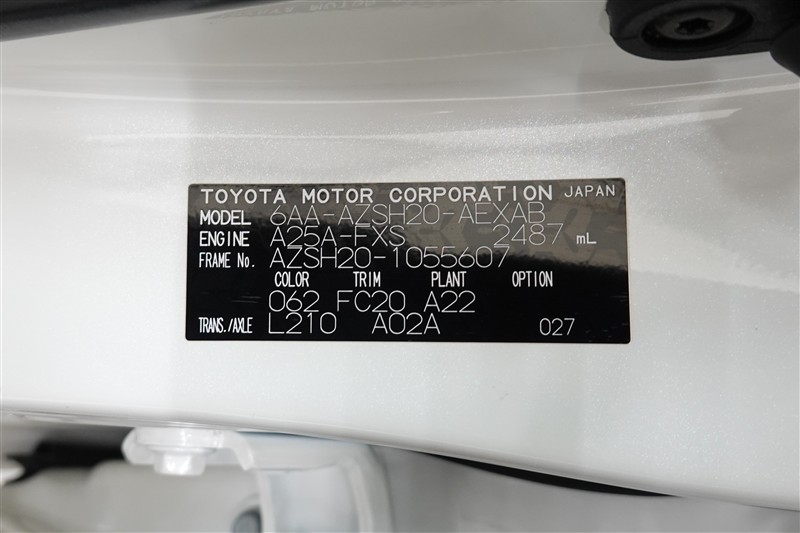 TOYOTA MOTOR CORPORATION JAPAN
MODEL 6AA-AZSH20-AEXAB
ENGINE A25A-FXS 2487 mL
FRAME No. AZSH20-1055607
COLOR TRIM PLANT OPTION
062 FC20 A22
TRANS./AXLE L210 A02A 027